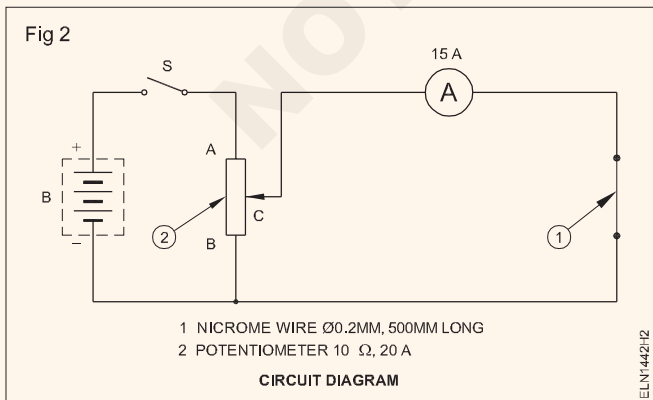 Fig 2
15 A
S
A
+
A
B
C
2
B
1
–
1 NICROME WIRE Ø0.2MM, 500MM LONG
2 POTENTIOMETER 10 Ω, 20 A
CIRCUIT DIAGRAM
ELN1442H2